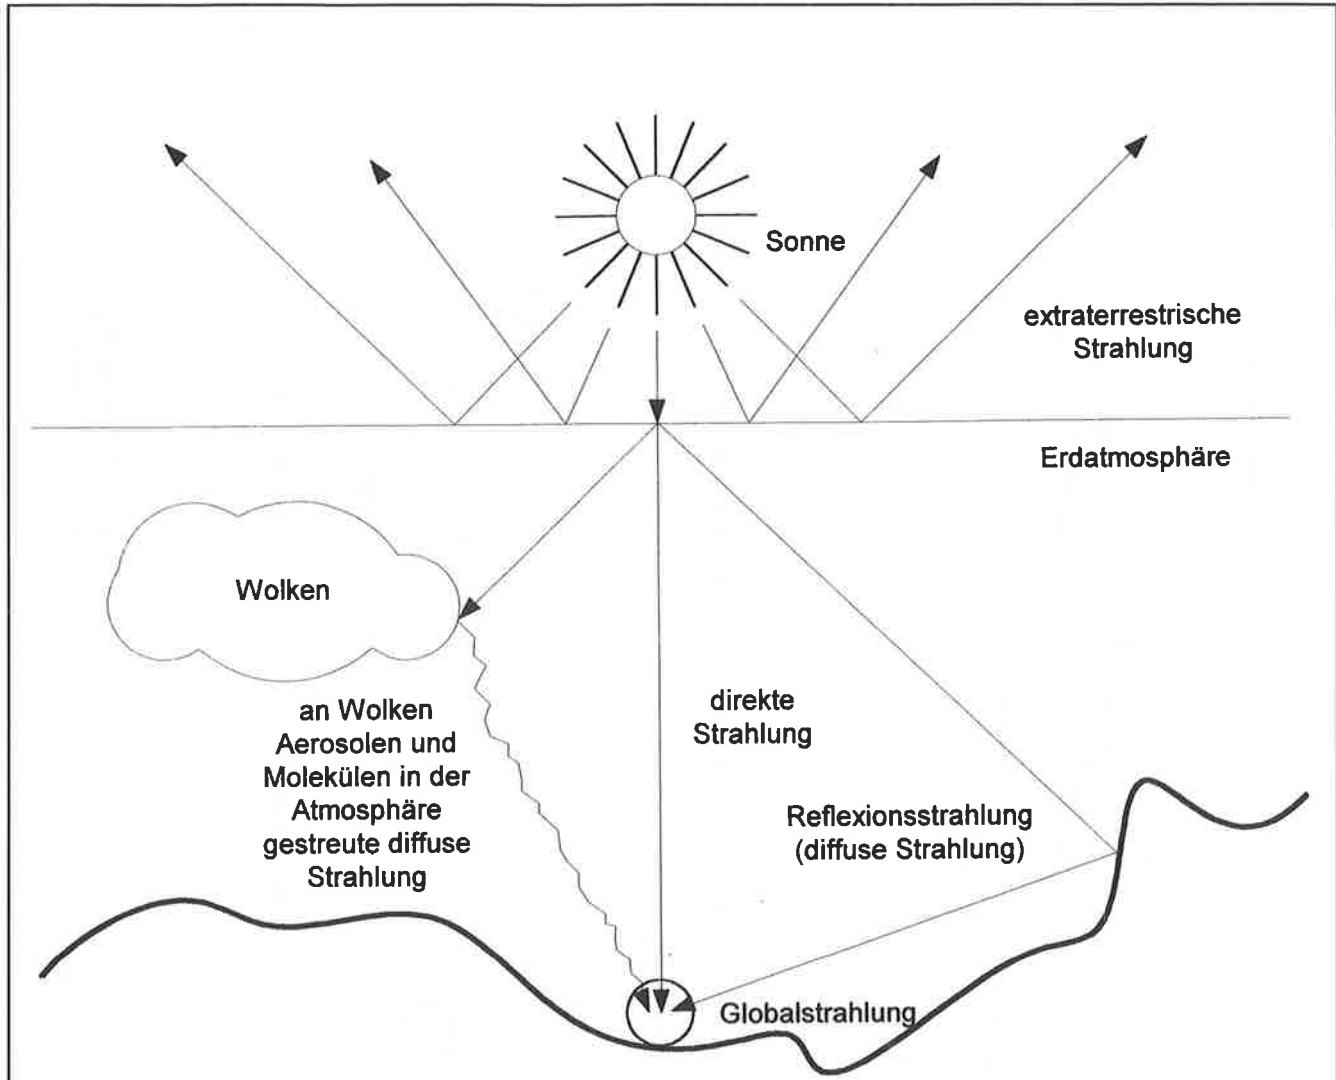 Sonne
extraterrestrische
Strahlung
Erdatmosphäre
Wolken
an Wolken
Aerosolen und
Molekülen in der
Atmosphäre
gestreute diffuse
Strahlung
direkte
Strahlung
Reflexionsstrahlung
(diffuse Strahlung)
Globalstrahlung